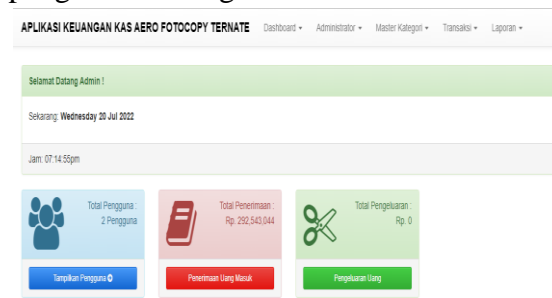 APLIKASI KEUANGAN KAS AERO FOTOCOPY TERNATE Dashboard Administrator Master Kategori Transaksi Laporan
Selamat Datang Admin !
Sekarang: Wednesday 20 Jul 2022
Jam: 07:14:55pm
Total Pengguna :
2 Pengguna
Tampilkan Pengguna
Total Penerimaan :
Rp. 292,543,044
Penerimaan Uang Masuk
Total Pengeluaran :
Rp. 0
Pengeluaran Uang